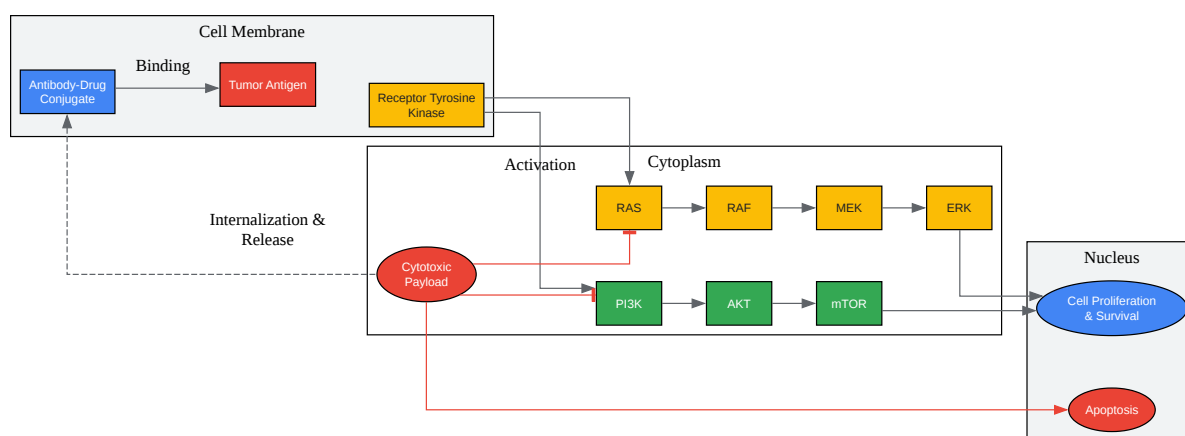 Cell Membrane
Binding
Antibody-Drug
Conjugate
Tumor Antigen
Receptor Tyrosine
Kinase
Activation
Cytoplasm
RAS
RAF
MEK
ERK
Internalization &
Release
Cytotoxic
Payload
PI3K
AKT
mTOR
Nucleus
Cell Proliferation
& Survival
Apoptosis